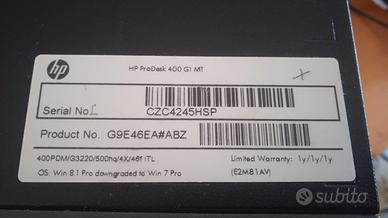 hp
HP ProDesk 400 G1 MT
Serial No.
CZC4245HSP
Product No. G9E46EA#ABZ
400PDM/G3220/500hq/4X/46f ITL
Limited Warranty: 1y/1y/1y
OS: Win 8.1 Pro downgraded to Win 7 Pro
(E2M81AV)
subito